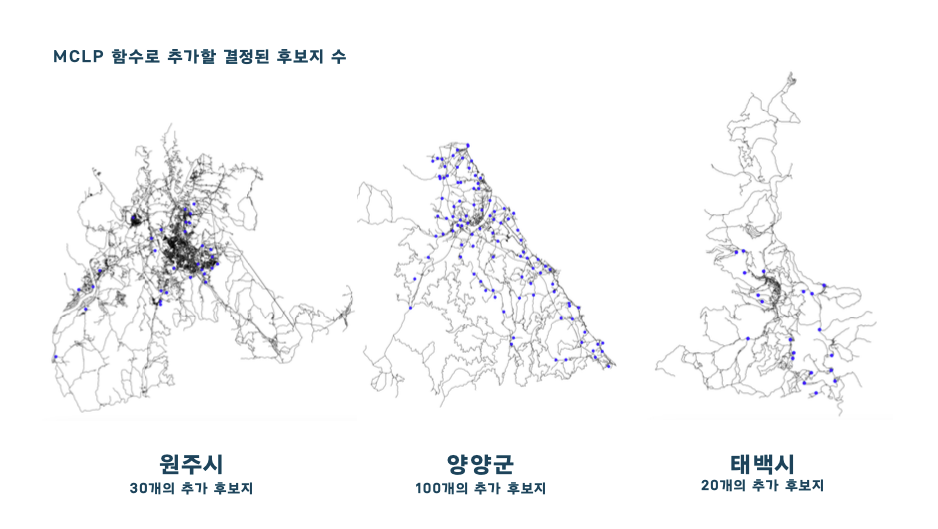 MCLP 함수로 추가할 결정된 후보지 수
원주시
30개의 추가 후보지
양양군
100개의 추가 후보지
태백시
20개의 추가 후보지